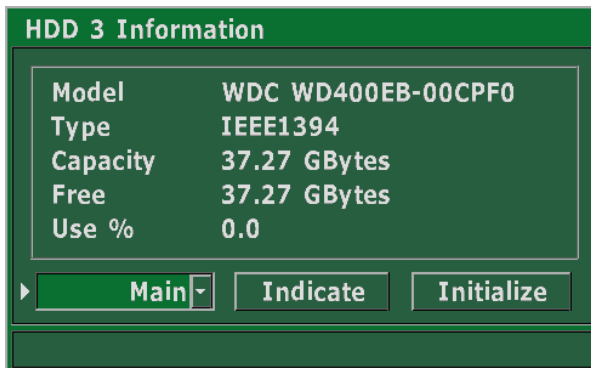 HDD 3 Information
Model WDC WD400EB-00CPF0
Type IEEE1394
Capacity 37.27 GBytes
Free 37.27 GBytes
Use % 0.0
Main Indicate Initialize